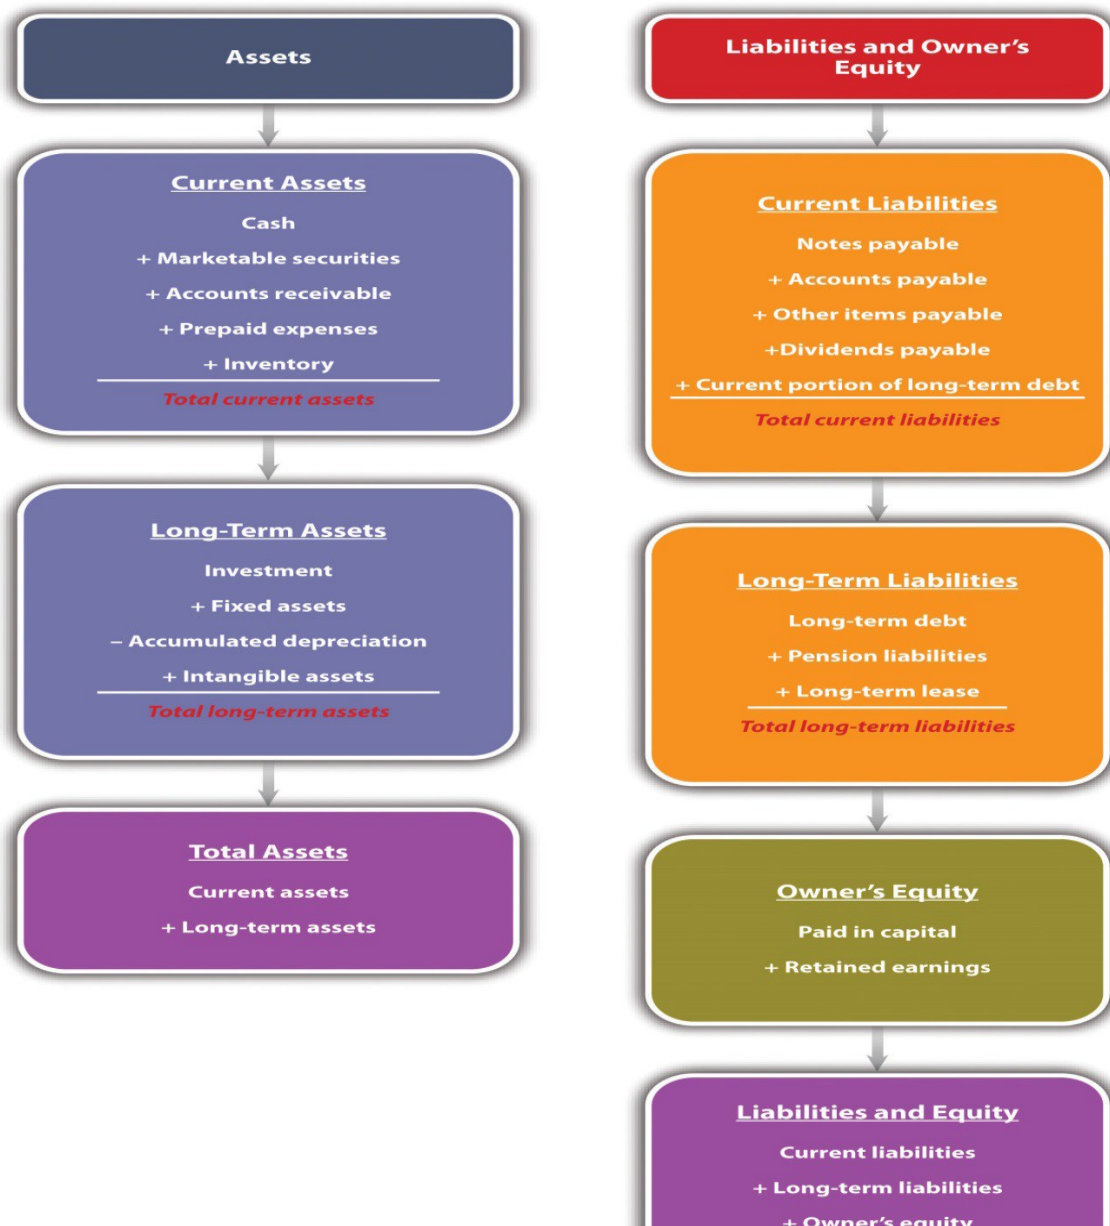 Assets
Current Assets
Cash
+ Marketable securities
+ Accounts receivable
+ Prepaid expenses
+ Inventory
Total current assets
Long-Term Assets
Investment
+ Fixed assets
– Accumulated depreciation
+ Intangible assets
Total long-term assets
Total Assets
Current assets
+ Long-term assets
Liabilities and Owner’s
Equity
Current Liabilities
Notes payable
+ Accounts payable
+ Other items payable
+Dividends payable
+ Current portion of long-term debt
Total current liabilities
Long-Term Liabilities
Long-term debt
+ Pension liabilities
+ Long-term lease
Total long-term liabilities
Owner’s Equity
Paid in capital
+ Retained earnings
Liabilities and Equity
Current liabilities
+ Long-term liabilities
+ Owner’s equity